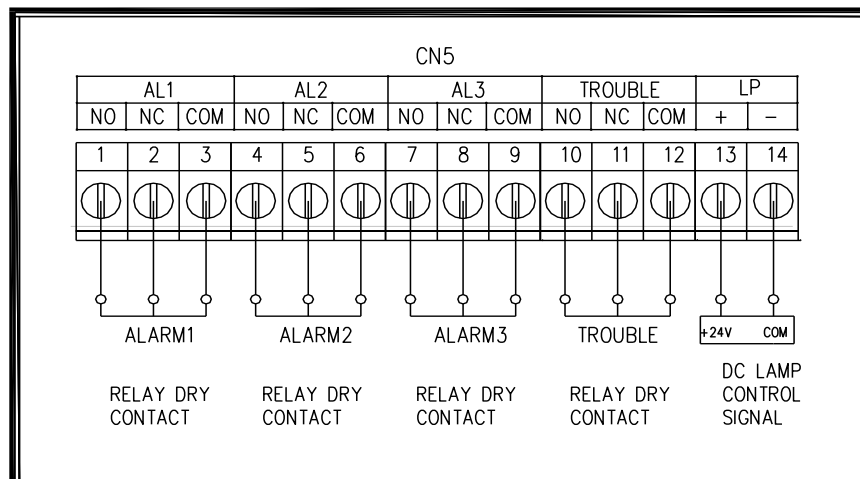 CN5
AL1 AL2 AL3 TROUBLE LP
NO NC COM NO NC COM NO NC COM NO NC COM + −
1 2 3 4 5 6 7 8 9 10 11 12 13 14
+24V COM
ALARM1 ALARM2 ALARM3 TROUBLE
RELAY DRY CONTACT
RELAY DRY CONTACT
RELAY DRY CONTACT
RELAY DRY CONTACT
DC LAMP
CONTROL
SIGNAL